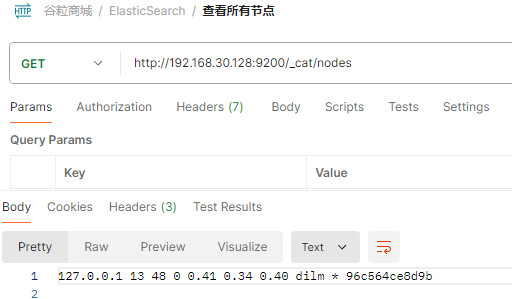 HTTP 谷粒商城 / ElasticSearch / 查看所有节点
GET http://192.168.30.128:9200/_cat/nodes
Params Authorization Headers (7) Body Scripts Tests Settings
Query Params
Key Value
Body Cookies Headers (3) Test Results
Pretty Raw Preview Visualize Text
1 127.0.0.1 13 48 0 0.41 0.34 0.40 dilm * 96c564ce8d9b
2